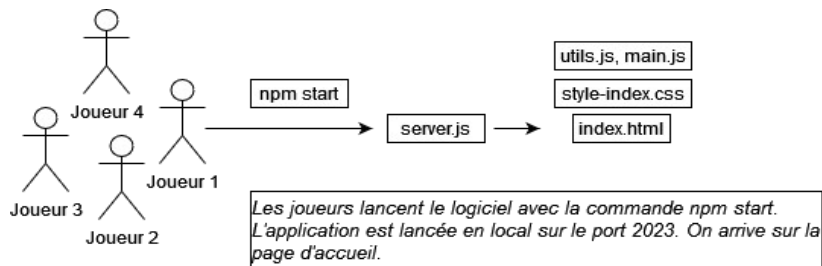 utils.js, main.js
npm start
style-index.css
Joueur 4
server.js
index.html
Joueur 1
Joueur 3
Joueur 2
Les joueurs lancent le logiciel avec la commande npm start.
L'application est lancée en local sur le port 2023. On arrive sur la
page d'accueil.